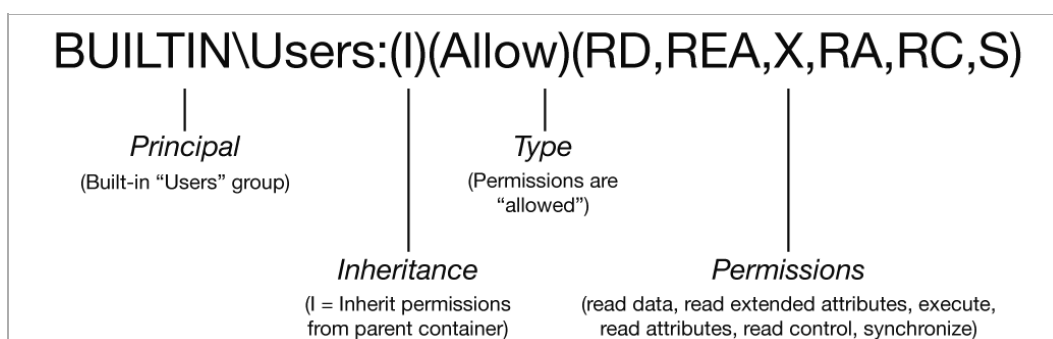 BUILTIN\Users:(I)(Allow)(RD,REA,X,RA,RC,S)
Principal
(Built-in “Users” group)
Type
(Permissions are
“allowed”)
Inheritance
(I = Inherit permissions
from parent container)
Permissions
(read data, read extended attributes, execute,
read attributes, read control, synchronize)